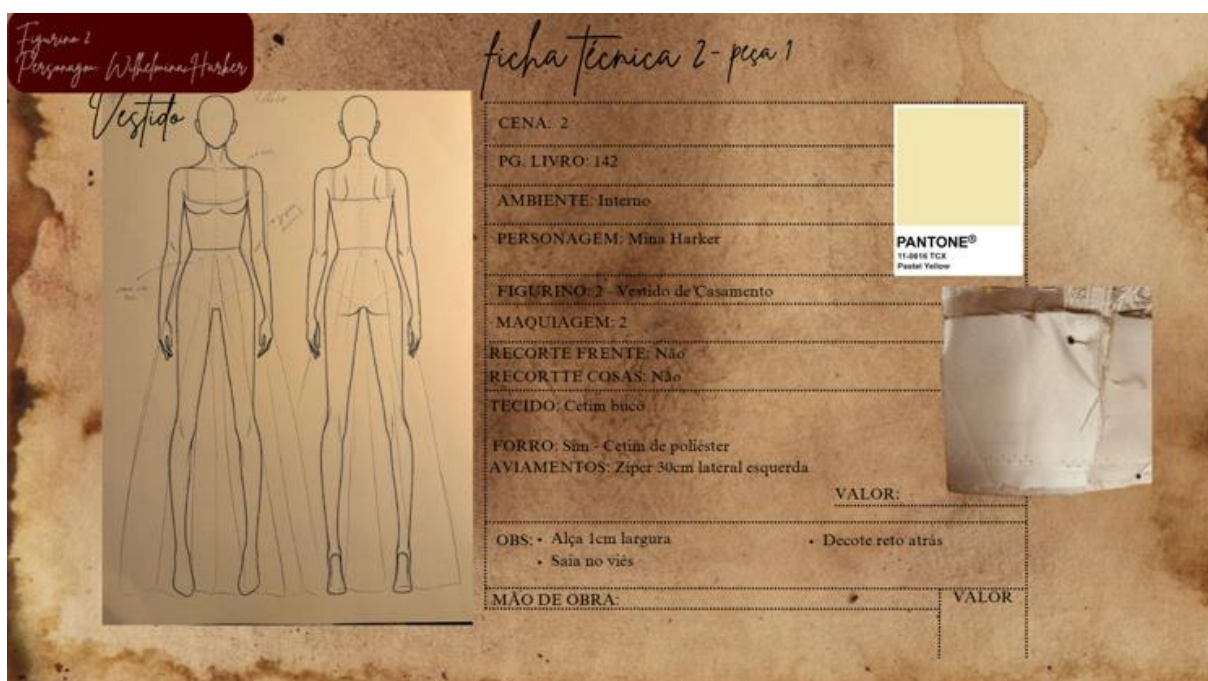 Figurino 2
Personagem: Wilhelmina Harker
ficha técnica 2 - peça 1
Vestido
CENA: 2
PG. LIVRO: 142
AMBIENTE: Interno
PERSONAGEM: Mina Harker
FIGURINO: 2 - Vestido de Casamento
MAQUIAGEM: 2
RECORTE FRENTE: Não
RECORTTE COSAS: Não
TECIDO: Cetim bucó
FORRO: Sim - Cetim de poliéster
AVIAMENTOS: Ziper 30cm lateral esquerda
VALOR:
OBS: • Alça 1cm largura
• Saia no viés
• Decote reto atrás
MÃO DE OBRA:
VALOR
PANTONE®
11-0616 TCX
Pastel Yellow